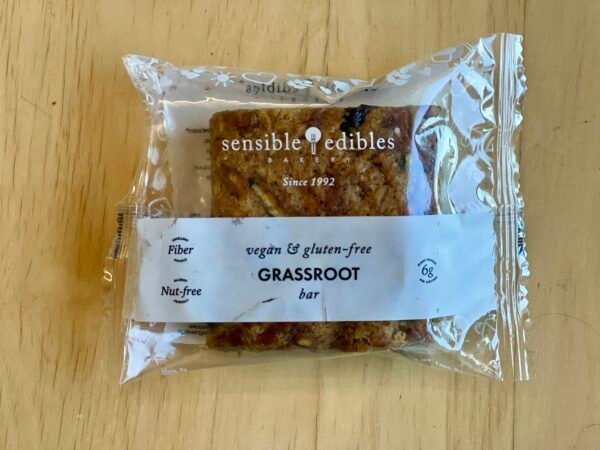 sensible edibles®
BAKERY
Since 1992
Fiber
vegan & gluten-free
GRASSROOT
bar
6g
Nut-free